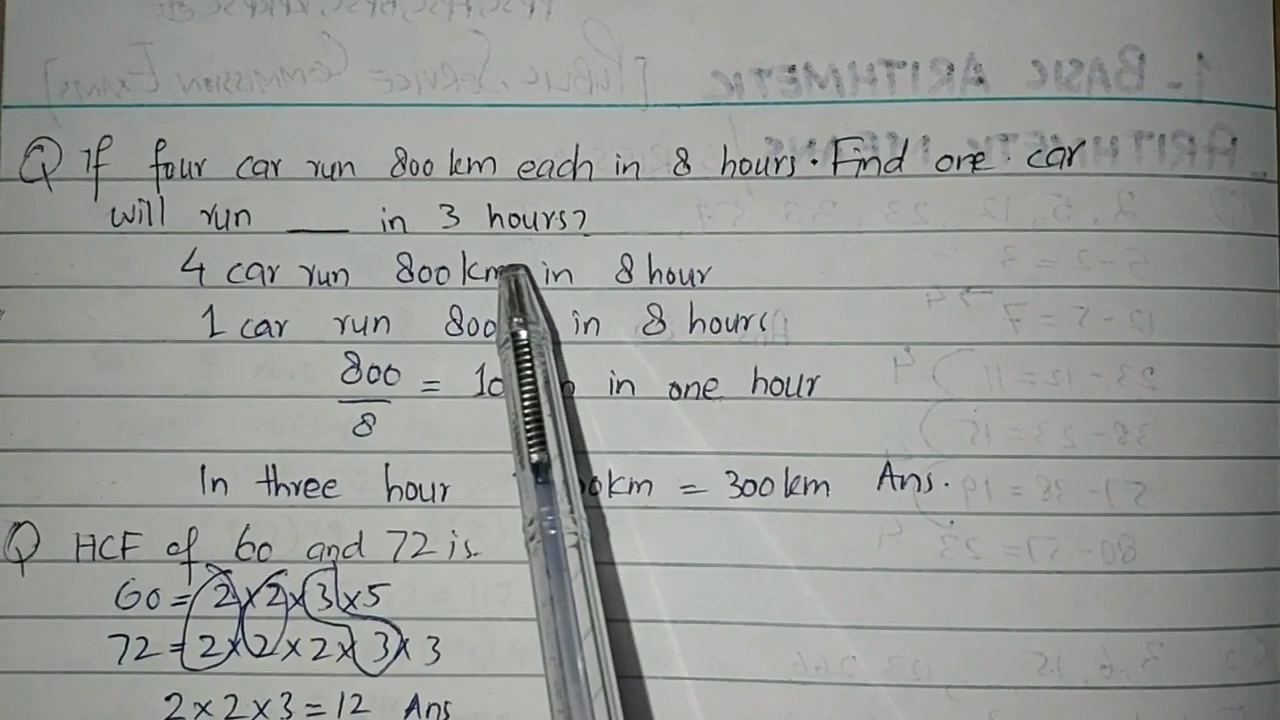 Q If four car run 800 km each in 8 hours. Find one car
will run ___ in 3 hours?
4 car run 800 km in 8 hour
1 car run 800 in 8 hours
800/8 = in one hour
In three hour km = 300 km Ans.
Q HCF of 60 and 72 is
60 = 2×2×3×5
72 = 2×2×2×3×3
2×2×3 = 12 Ans